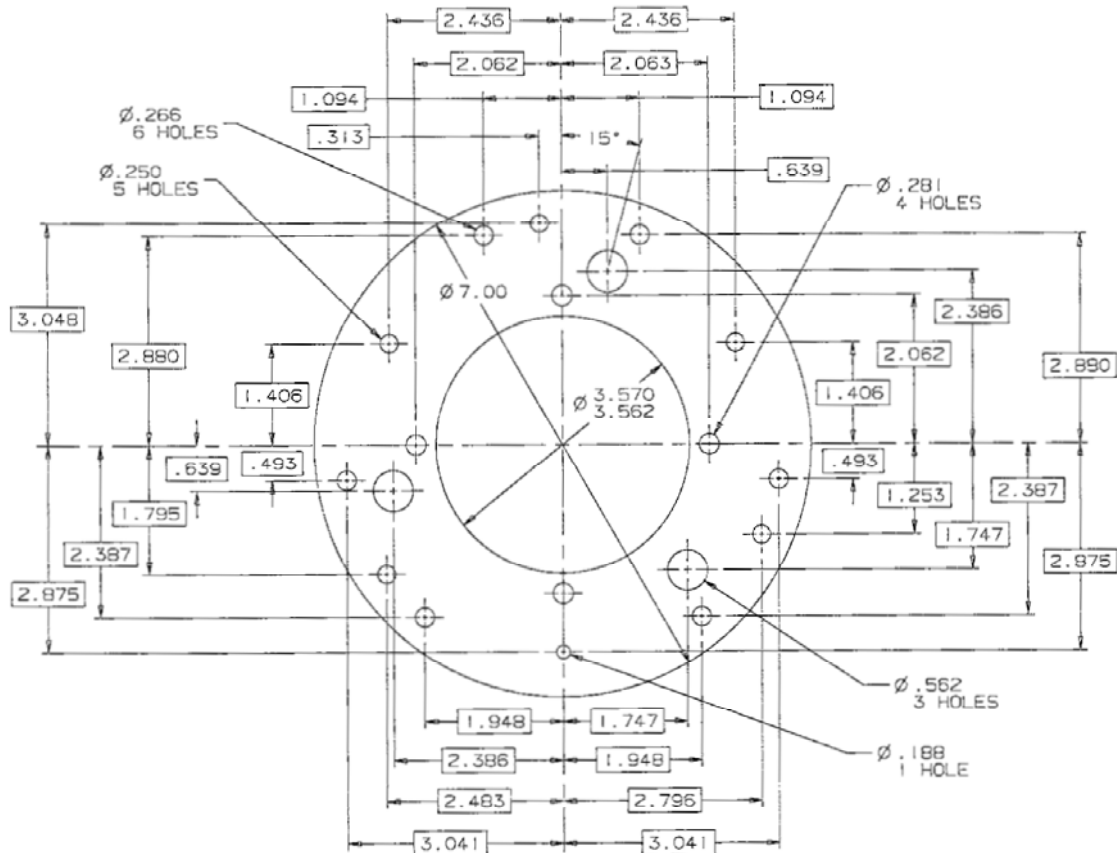 2.436 2.436
2.062 2.063
1.094 1.094
Ø.266
6 HOLES
.313
15°
.639
Ø.250
5 HOLES
Ø.281
4 HOLES
Ø 7.00
3.048
2.386
2.880
2.062
2.890
1.406
1.406
Ø 3.570
3.562
.639
.493
.493
1.795
1.253
2.387
2.387
1.747
2.875
2.875
Ø.562
3 HOLES
1.948 1.747
Ø.188
1 HOLE
2.386 1.948
2.483 2.796
3.041 3.041